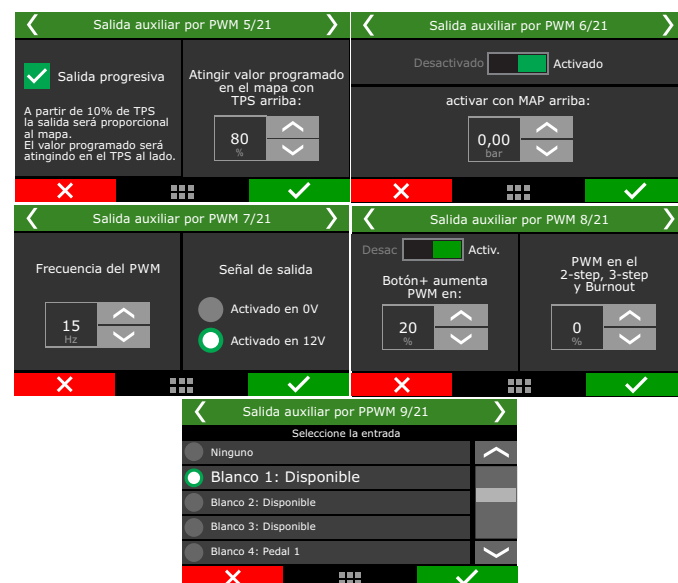 Salida auxiliar por PWM 5/21
Salida progresiva
A partir de 10% de TPS
la salida será proporcional
al mapa.
El valor programado será
atingindo en el TPS al lado.
Atingir valor programado
en el mapa con
TPS arriba:
80
%
Salida auxiliar por PWM 6/21
Desactivado
Activado
activar con MAP arriba:
0,00
bar
Salida auxiliar por PWM 7/21
Frecuencia del PWM
15
Hz
Señal de salida
Activado en 0V
Activado en 12V
Salida auxiliar por PWM 8/21
Desac
Activ.
Botón+ aumenta
PWM en:
20
%
PWM en el
2-step, 3-step
y Burnout
0
%
Salida auxiliar por PPWM 9/21
Seleccione la entrada
Ninguno
Blanco 1: Disponible
Blanco 2: Disponible
Blanco 3: Disponible
Blanco 4: Pedal 1